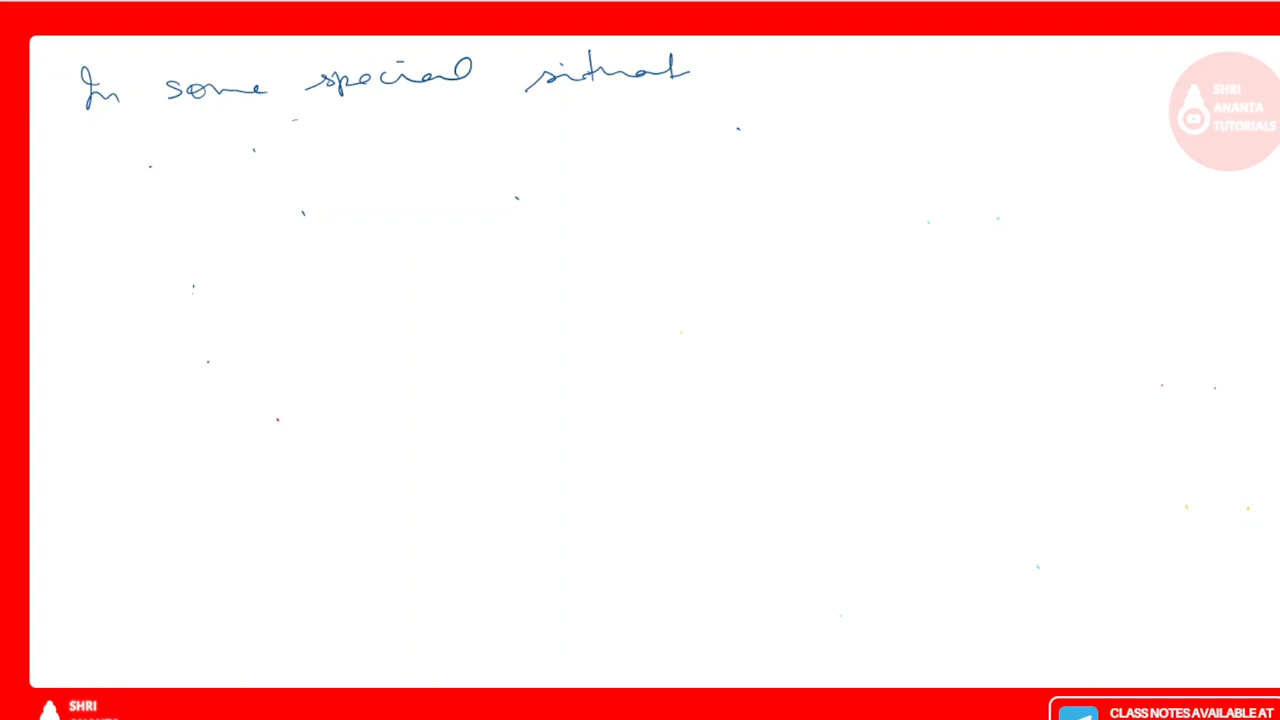 In some special situat
SHRI
ANANTA
TUTORIALS
SHRI
CLASS NOTES AVAILABLE AT